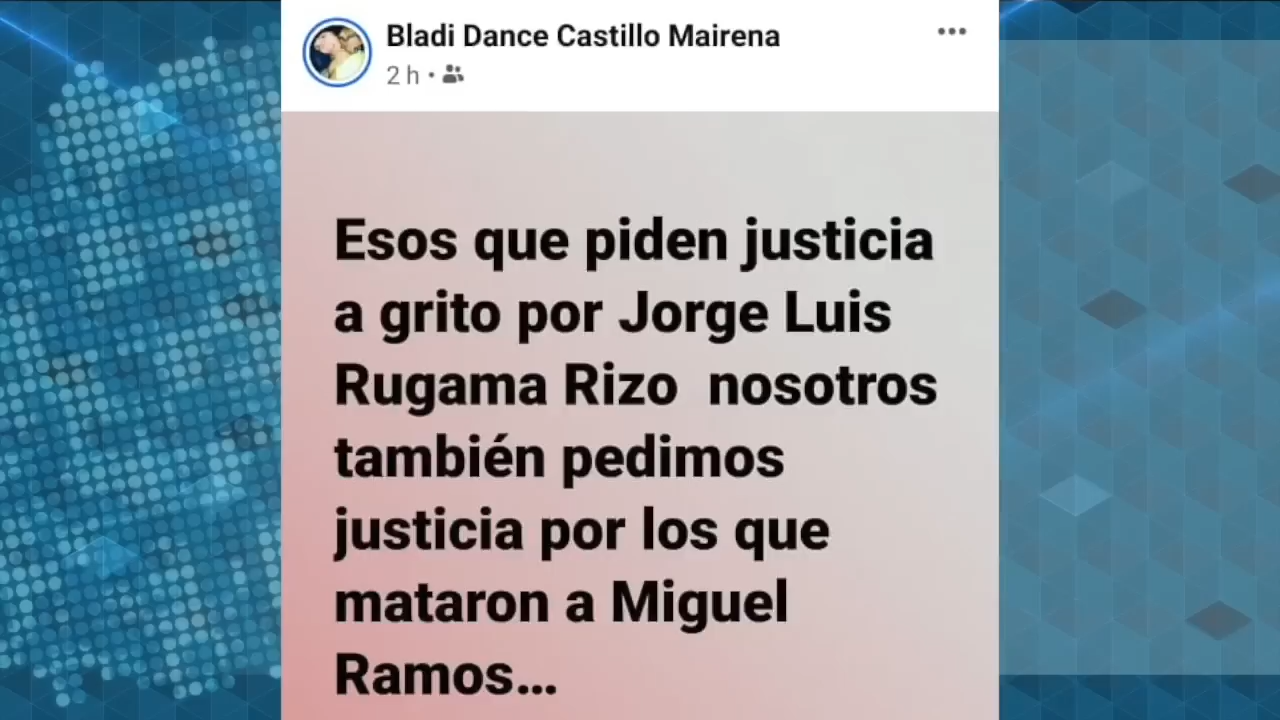 Bladi Dance Castillo Mairena
2 h •
Esos que piden justicia
a grito por Jorge Luis
Rugama Rizo nosotros
también pedimos
justicia por los que
mataron a Miguel
Ramos...